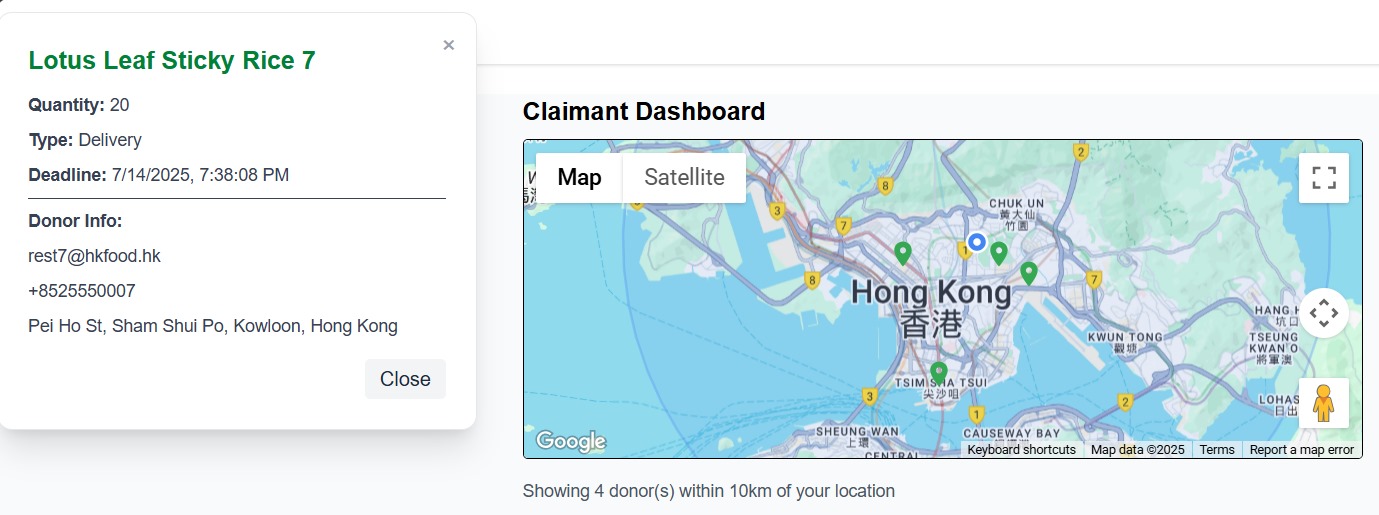 Lotus Leaf Sticky Rice 7
×
Quantity: 20
Type: Delivery
Deadline: 7/14/2025, 7:38:08 PM
Donor Info:
rest7@hkfood.hk
+8525550007
Pei Ho St, Sham Shui Po, Kowloon, Hong Kong
Close
Claimant Dashboard
Map
Satellite
2
8
3
7
CHUK UN
黃大仙
竹園
1
8
7
Hong Kong
香港
HANG H
坑口
KWUN TONG
觀塘
TSEUNG
KWAN O
將軍澳
TSIM SHA TSUI
尖沙咀
3
1
2
LOHAS
日出
SHEUNG WAN
上環
CAUSEWAY BAY
CENTRAL
Google
Keyboard shortcuts
Map data ©2025
Terms
Report a map error
Showing 4 donor(s) within 10km of your location